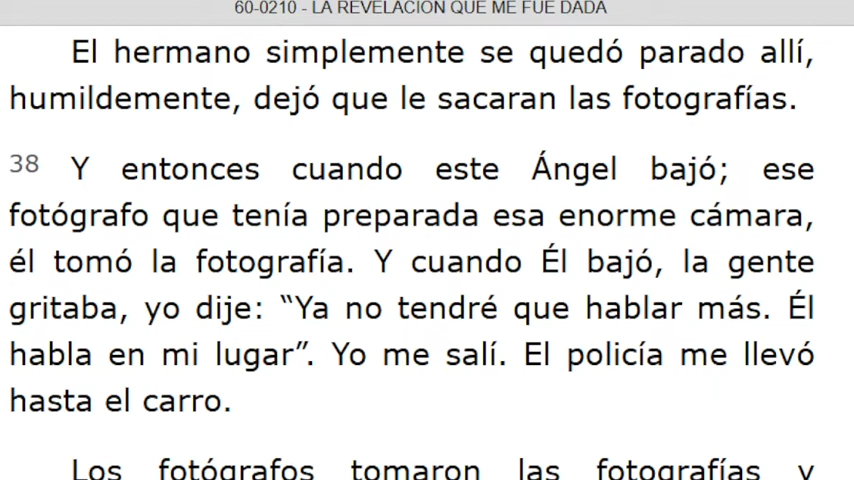 60-0210 - LA REVELACIÓN QUE ME FUE DADA
El hermano simplemente se quedó parado allí,
humildemente, dejó que le sacaran las fotografías.
38 Y entonces cuando este Ángel bajó; ese
fotógrafo que tenía preparada esa enorme cámara,
él tomó la fotografía. Y cuando Él bajó, la gente
gritaba, yo dije: “Ya no tendré que hablar más. Él
habla en mi lugar”. Yo me salí. El policía me llevó
hasta el carro.
Los fotógrafos tomaron las fotografías y